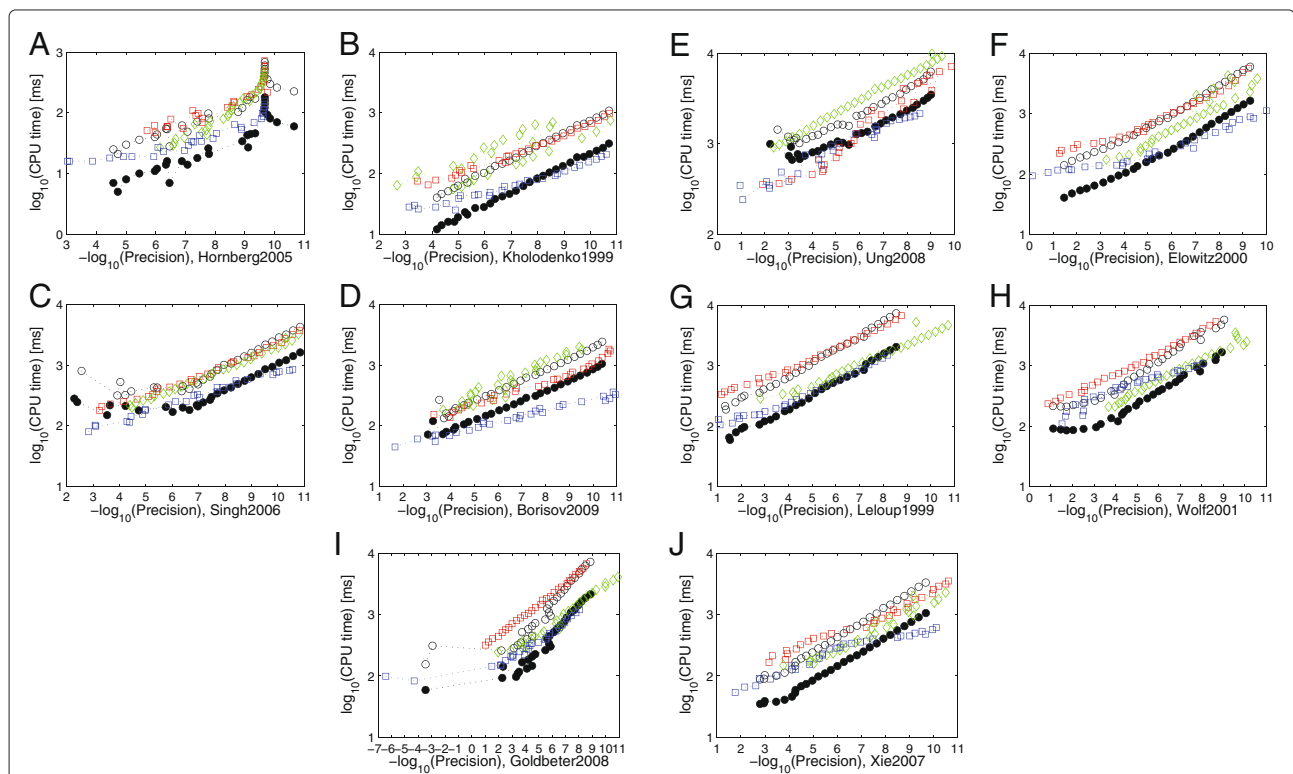 A
3
2
1
0
log10(CPU time) [ms]
3 4 5 6 7 8 9 10 11
−log10(Precision), Hornberg2005
B
4
3
2
1
log10(CPU time) [ms]
2 3 4 5 6 7 8 9 10 11
−log10(Precision), Kholodenko1999
E
4
3
2
log10(CPU time) [ms]
0 1 2 3 4 5 6 7 8 9 10
−log10(Precision), Ung2008
F
4
3
2
1
log10(CPU time) [ms]
0 1 2 3 4 5 6 7 8 9 10
−log10(Precision), Elowitz2000
C
4
3
2
1
log10(CPU time) [ms]
2 3 4 5 6 7 8 9 10 11
−log10(Precision), Singh2006
D
4
3
2
1
log10(CPU time) [ms]
1 2 3 4 5 6 7 8 9 10 11
−log10(Precision), Borisov2009
G
4
3
2
1
log10(CPU time) [ms]
1 2 3 4 5 6 7 8 9 10 11
−log10(Precision), Leloup1999
H
4
3
2
1
log10(CPU time) [ms]
0 1 2 3 4 5 6 7 8 9 10 11
−log10(Precision), Wolf2001
I
4
3
2
1
log10(CPU time) [ms]
−7−6−5−4−3−2−1 0 1 2 3 4 5 6 7 8 9 10 11
−log10(Precision), Goldbeter2008
J
4
3
2
1
log10(CPU time) [ms]
1 2 3 4 5 6 7 8 9 10 11
−log10(Precision), Xie2007